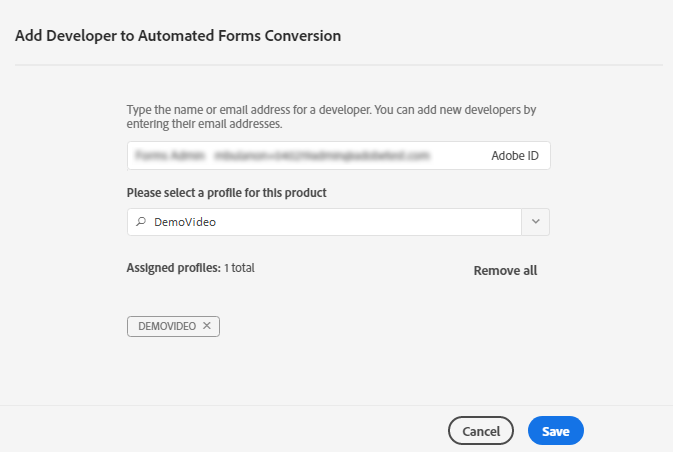 Add Developer to Automated Forms Conversion
Type the name or email address for a developer. You can add new developers by
entering their email addresses.
Adobe ID
Please select a profile for this product
DemoVideo
Assigned profiles: 1 total
Remove all
DEMOVIDEO
Cancel
Save